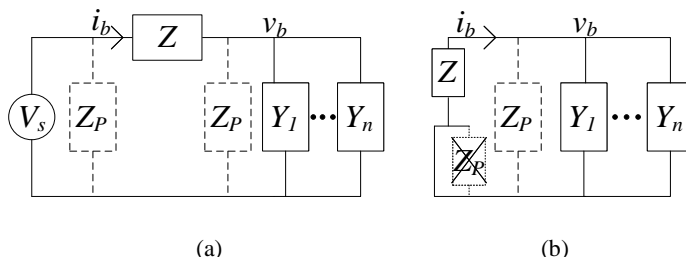 i_b Z v_b
V_s Z_P Z_P Y_1 ... Y_n
(a)
i_b v_b
Z Z_P Y_1 ... Y_n
Z_P
(b)